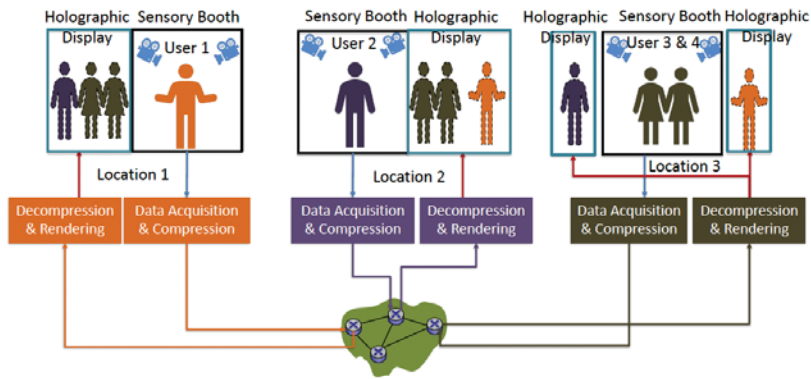 Holographic
Display
Sensory Booth
User 1
Sensory Booth
User 2
Holographic
Display
Holographic
Display
Sensory Booth
User 3 & 4
Holographic
Display
Location 1
Location 2
Location 3
Decompression
& Rendering
Data Acquisition
& Compression
Data Acquisition
& Compression
Decompression
& Rendering
Data Acquisition
& Compression
Decompression
& Rendering